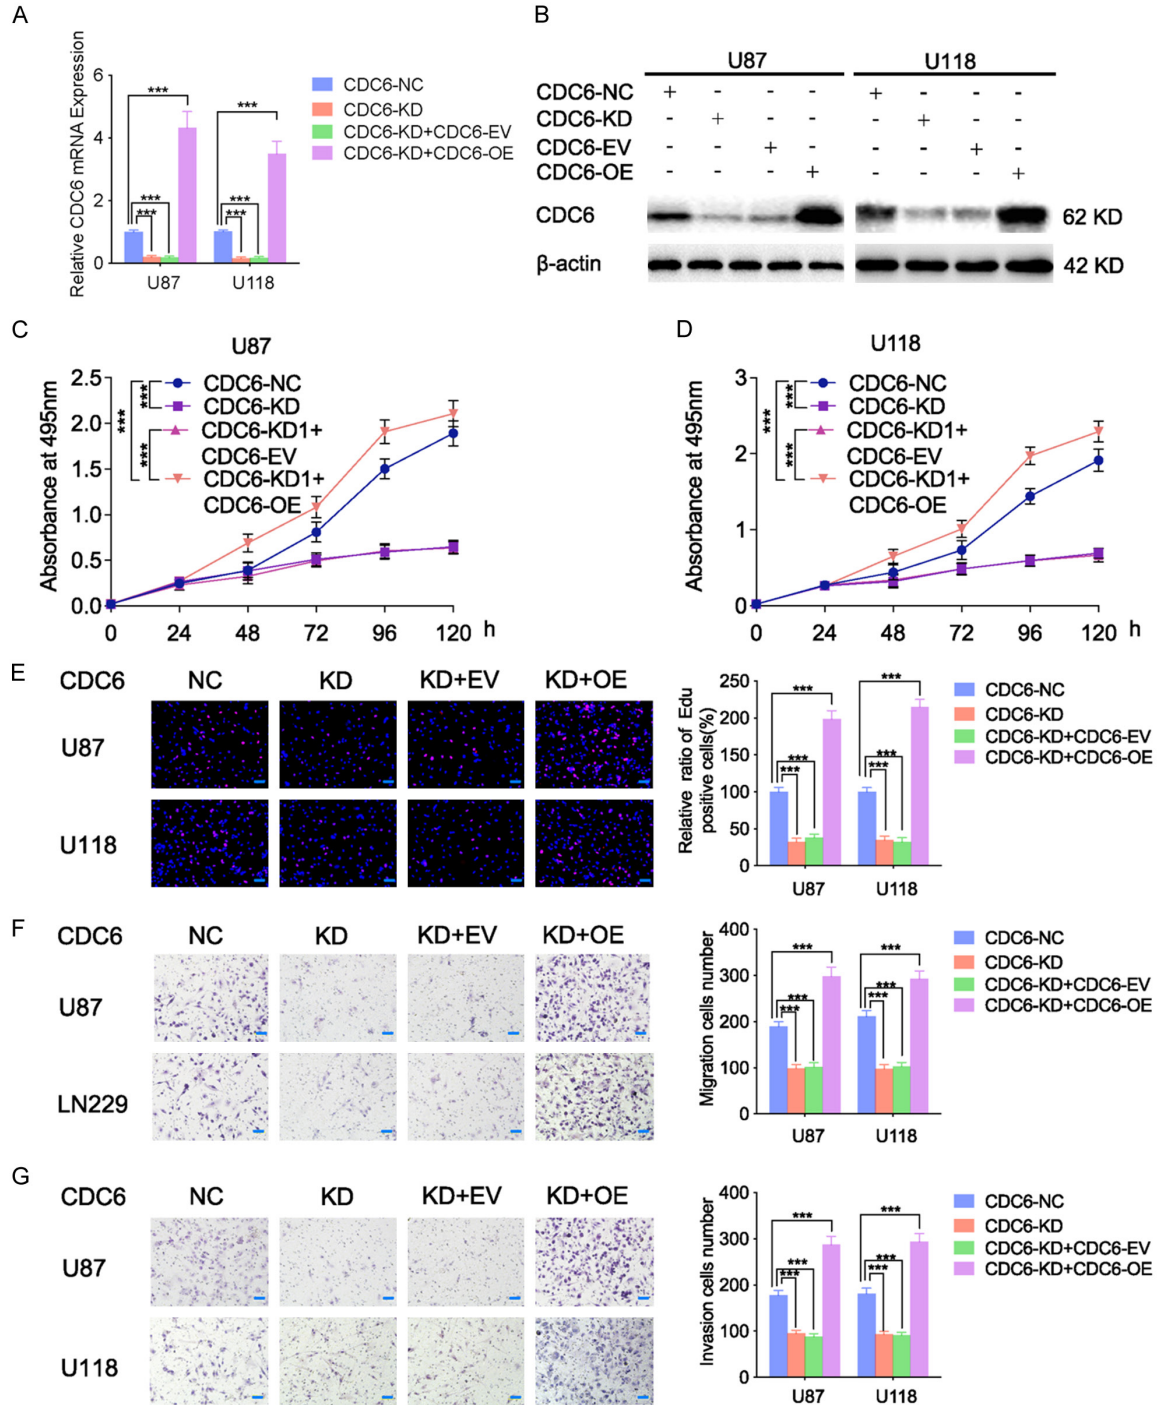 A
Relative CDC6 mRNA Expression
6
4
2
0
***
***
***
***
***
***
***
***
U87
U118
CDC6-NC
CDC6-KD
CDC6-KD+CDC6-EV
CDC6-KD+CDC6-OE
B
U87 U118
CDC6-NC + - - - + - - -
CDC6-KD - + - - - + - -
CDC6-EV - - + - - - + -
CDC6-OE - - - + - - - +
CDC6 62 KD
β-actin 42 KD
C
U87
Absorbance at 495nm
2.5
2.0
1.5
1.0
0.5
0.0
0 24 48 72 96 120 h
***
***
***
CDC6-NC
CDC6-KD
CDC6-KD1+
CDC6-EV
CDC6-KD1+
CDC6-OE
D
U118
Absorbance at 495nm
3
2
1
0
0 24 48 72 96 120 h
***
***
***
CDC6-NC
CDC6-KD
CDC6-KD1+
CDC6-EV
CDC6-KD1+
CDC6-OE
E
CDC6 NC KD KD+EV KD+OE
U87
U118
Relative ratio of Edu
positive cells(%)
250
200
150
100
50
0
***
***
***
***
***
***
U87 U118
CDC6-NC
CDC6-KD
CDC6-KD+CDC6-EV
CDC6-KD+CDC6-OE
F
CDC6 NC KD KD+EV KD+OE
U87
LN229
Migration cells number
400
300
200
100
0
***
***
***
***
***
***
U87 U118
CDC6-NC
CDC6-KD
CDC6-KD+CDC6-EV
CDC6-KD+CDC6-OE
G
CDC6 NC KD KD+EV KD+OE
U87
U118
Invasion cells number
400
300
200
100
0
***
***
***
***
***
***
U87 U118
CDC6-NC
CDC6-KD
CDC6-KD+CDC6-EV
CDC6-KD+CDC6-OE